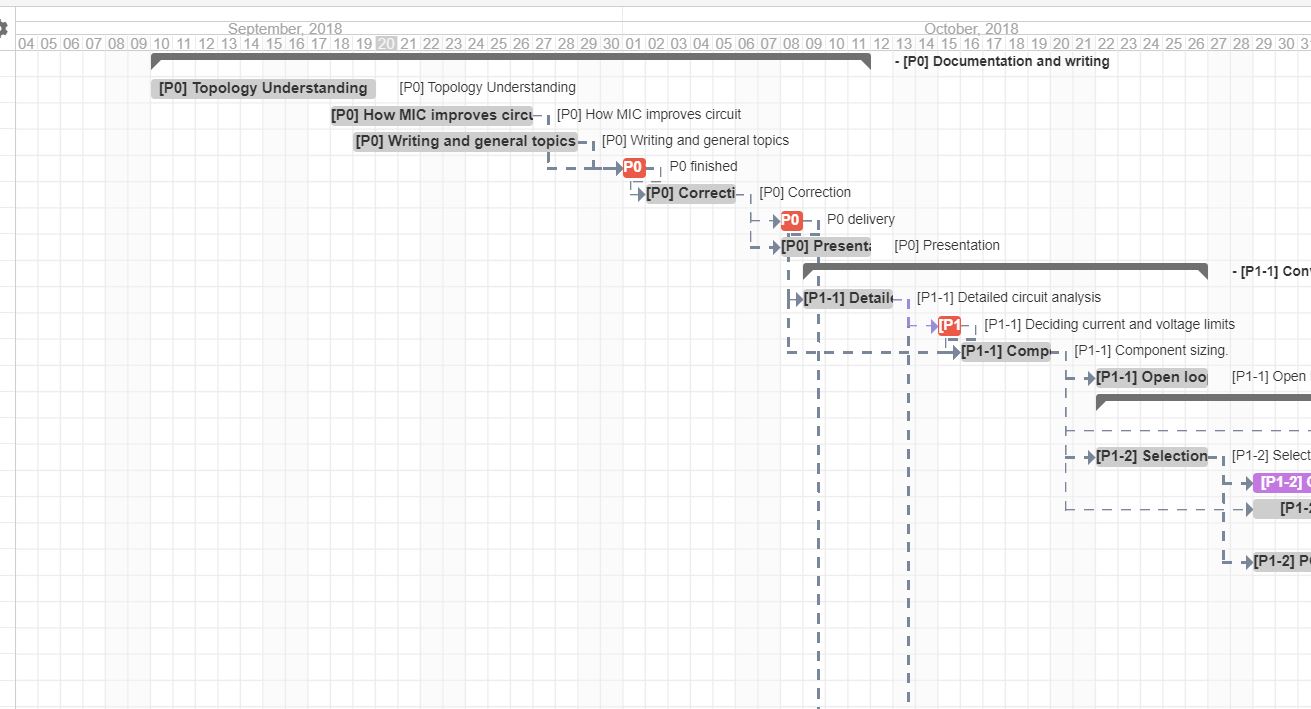 September, 2018 October, 2018
04 05 06 07 08 09 10 11 12 13 14 15 16 17 18 19 20 21 22 23 24 25 26 27 28 29 30 01 02 03 04 05 06 07 08 09 10 11 12 13 14 15 16 17 18 19 20 21 22 23 24 25 26 27 28 29 30
- [P0] Documentation and writing
[P0] Topology Understanding [P0] Topology Understanding
[P0] How MIC improves circu [P0] How MIC improves circuit
[P0] Writing and general topics [P0] Writing and general topics
P0 P0 finished
[P0] Correcti [P0] Correction
P0 P0 delivery
[P0] Presenta [P0] Presentation
- [P1-1] Con
[P1-1] Detaile [P1-1] Detailed circuit analysis
[P1 [P1-1] Deciding current and voltage limits
[P1-1] Comp [P1-1] Component sizing.
[P1-1] Open loo [P1-1] Open
[P1-2] Selection [P1-2] Select
[P1-2]
[P1-2
[P1-2] P